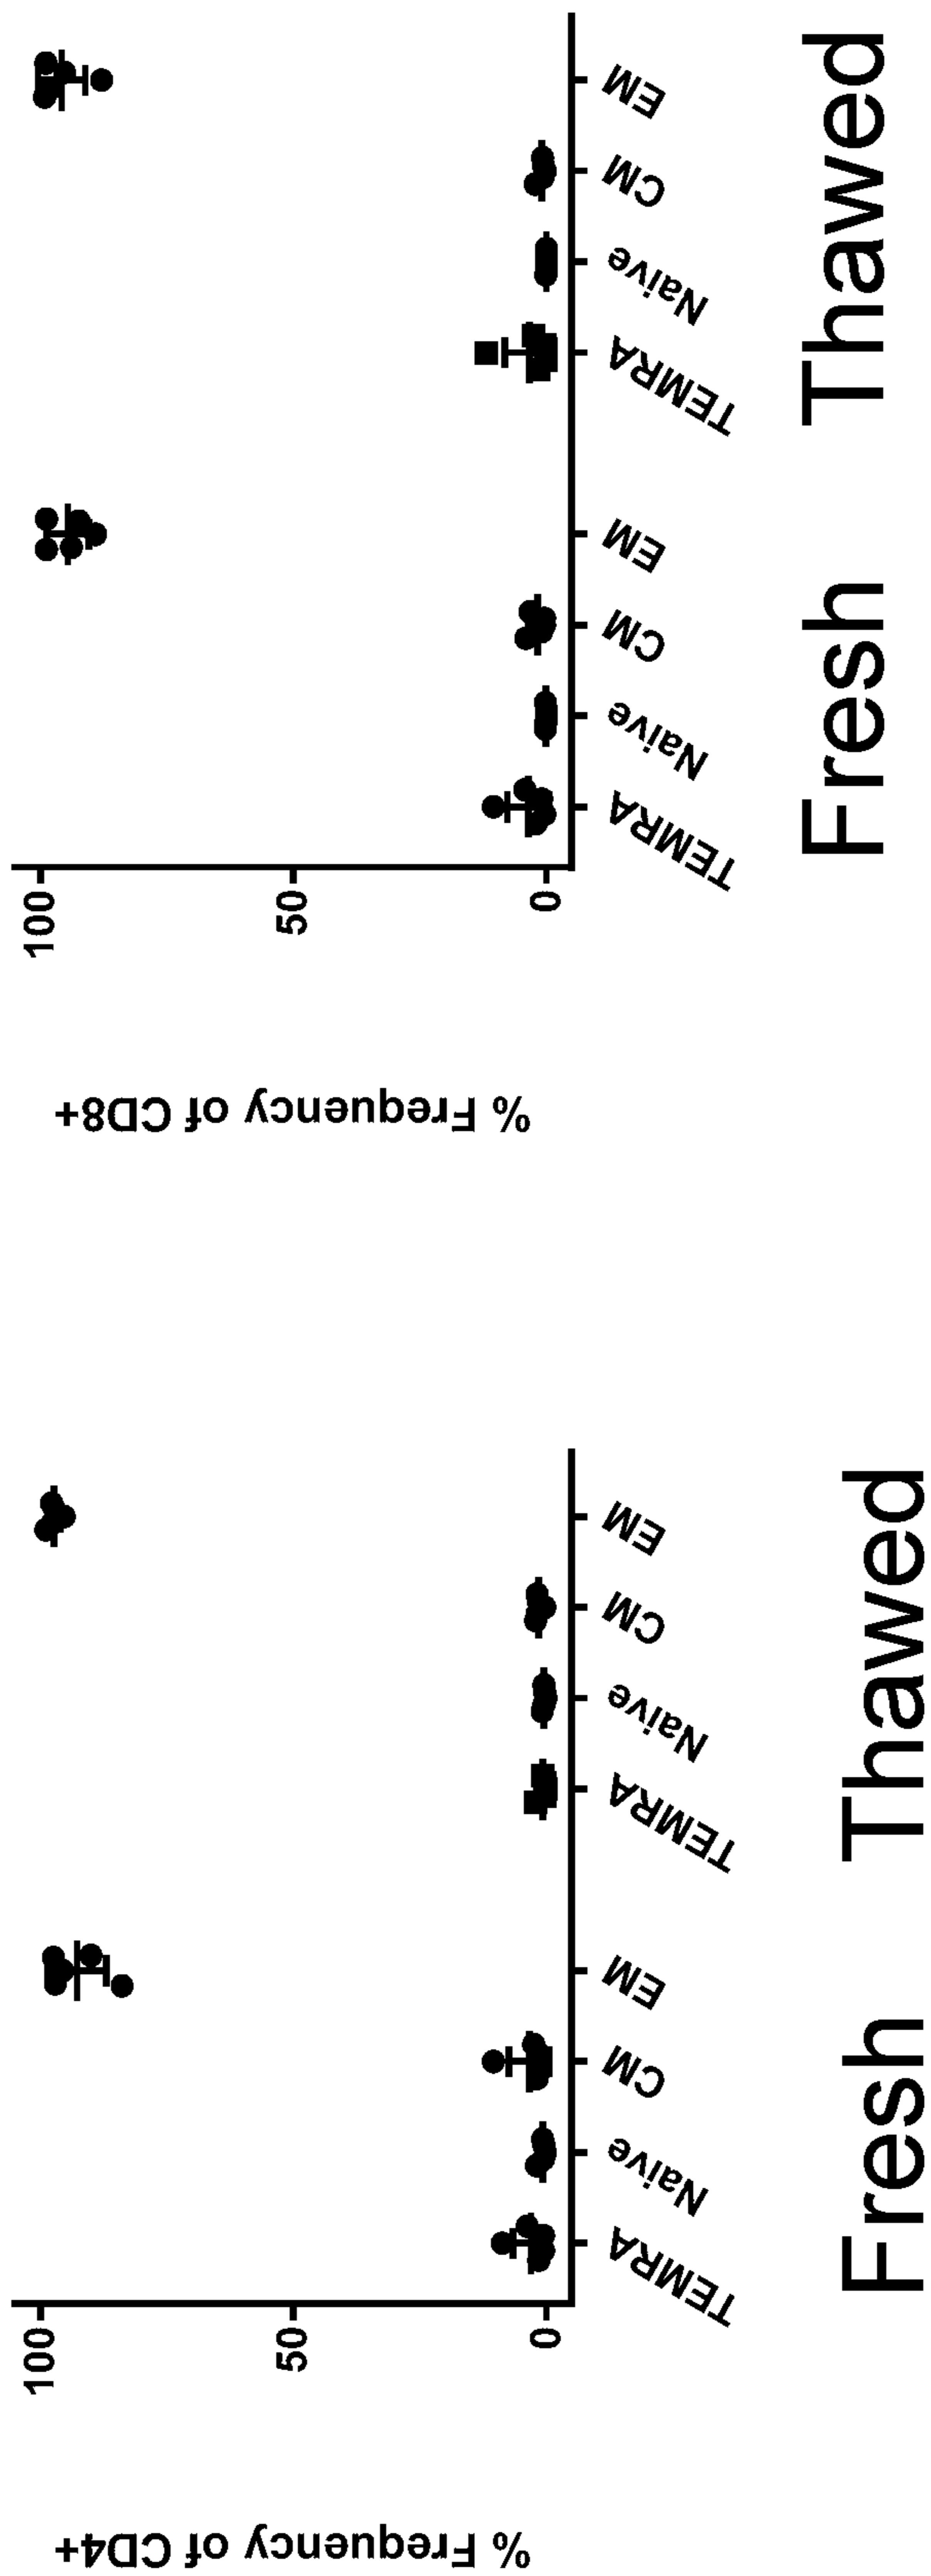 % Frequency of CD4+
100
50
0
TEMRA
Naive
CM
EM
TEMRA
Naive
CM
EM
Fresh Thawed
% Frequency of CD8+
100
50
0
TEMRA
Naive
CM
EM
TEMRA
Naive
CM
EM
Fresh Thawed